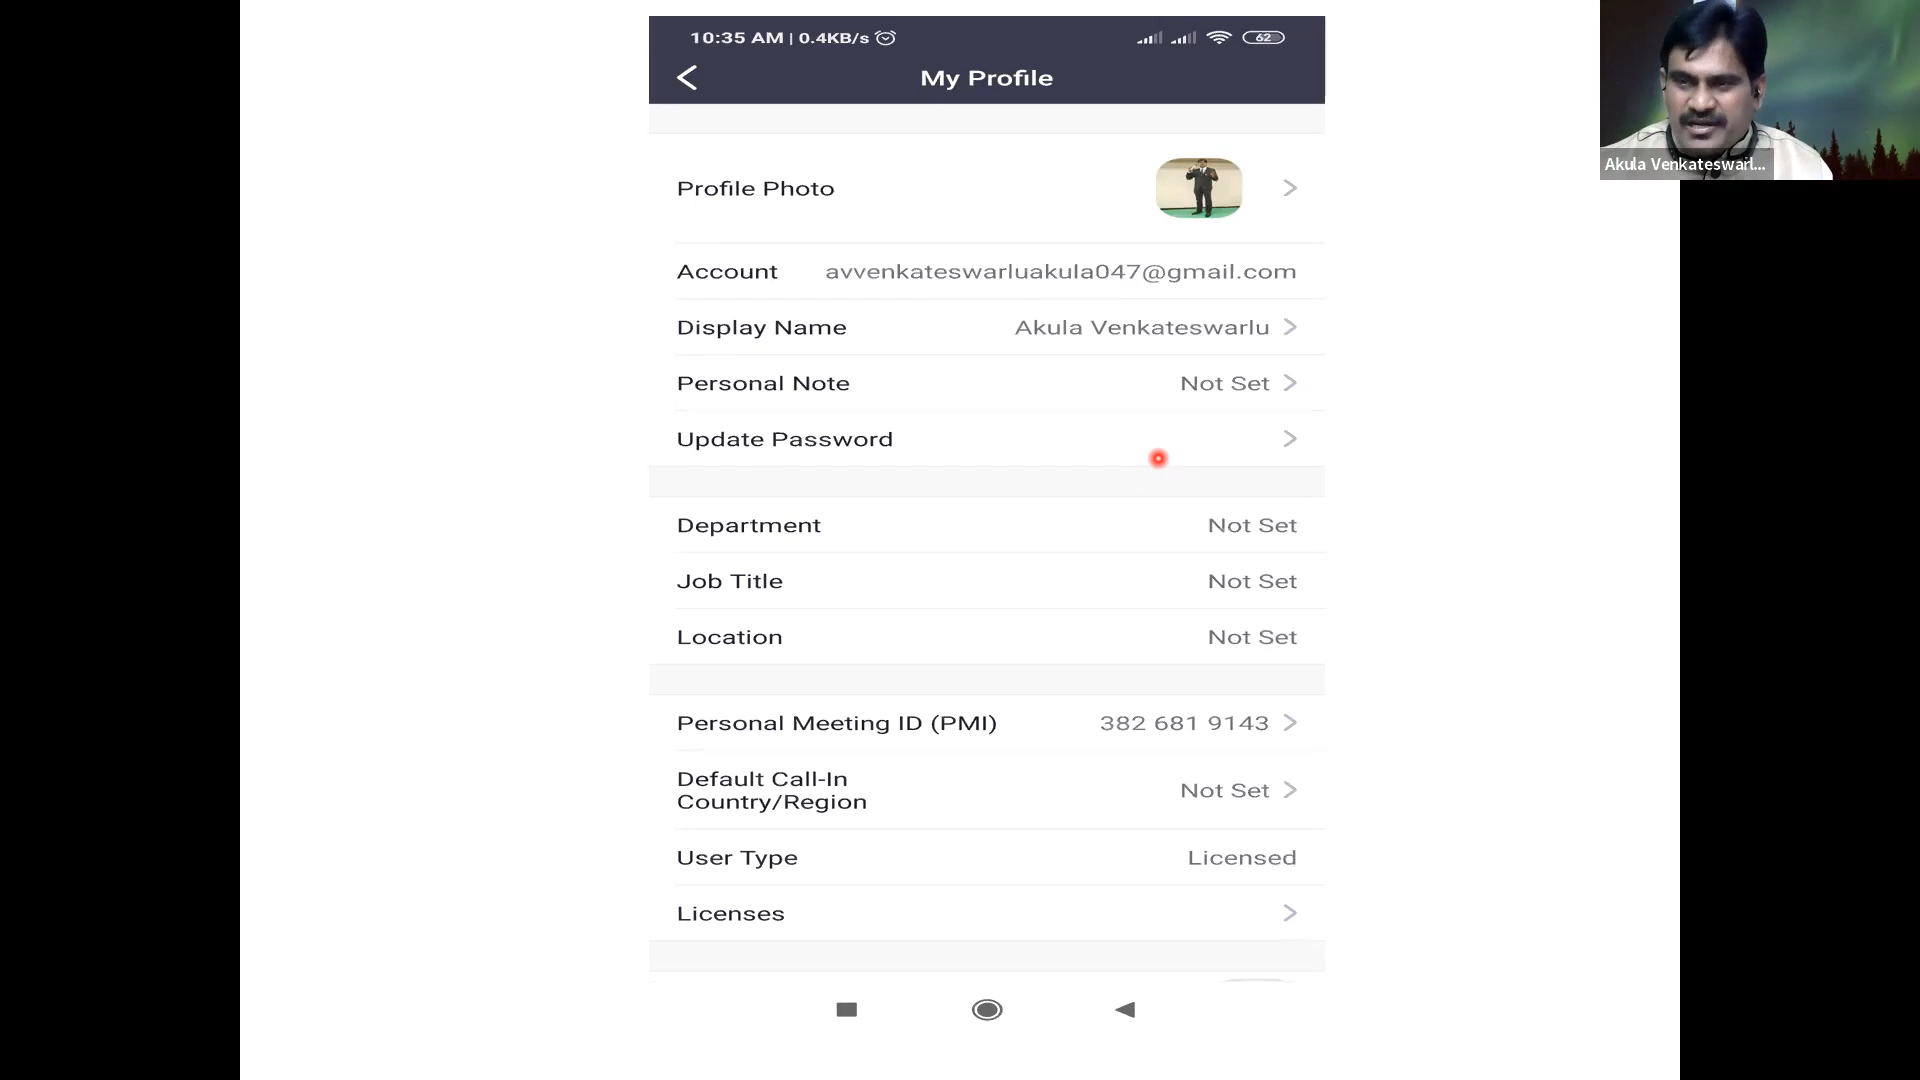 10:35 AM | 0.4KB/s
62
My Profile
Profile Photo
Account avvenkateswarluakula047@gmail.com
Display Name Akula Venkateswarlu
Personal Note Not Set
Update Password
Department Not Set
Job Title Not Set
Location Not Set
Personal Meeting ID (PMI) 382 681 9143
Default Call-In
Country/Region
Not Set
User Type Licensed
Licenses
Akula Venkateswarl...